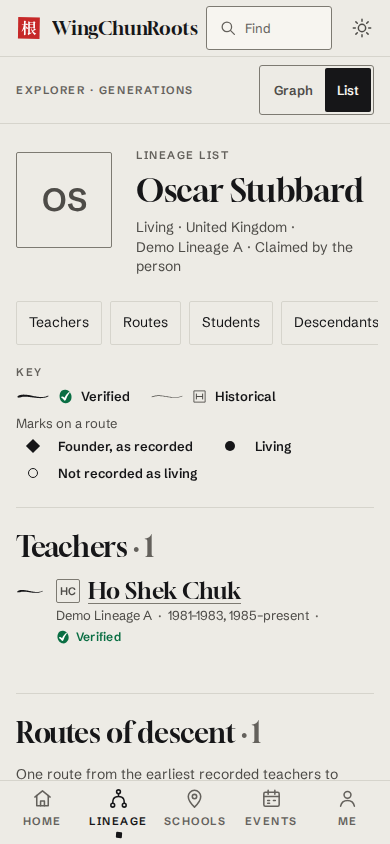 根 WingChunRoots Find
EXPLORER · GENERATIONS
Graph List
LINEAGE LIST
OS
Oscar Stubbard
Living · United Kingdom ·
Demo Lineage A · Claimed by the
person
Teachers Routes Students Descendants
KEY
Verified H Historical
Marks on a route
Founder, as recorded Living
Not recorded as living
Teachers · 1
HC Ho Shek Chuk
Demo Lineage A · 1981–1983, 1985–present ·
Verified
Routes of descent · 1
One route from the earliest recorded teachers to
HOME LINEAGE SCHOOLS EVENTS ME